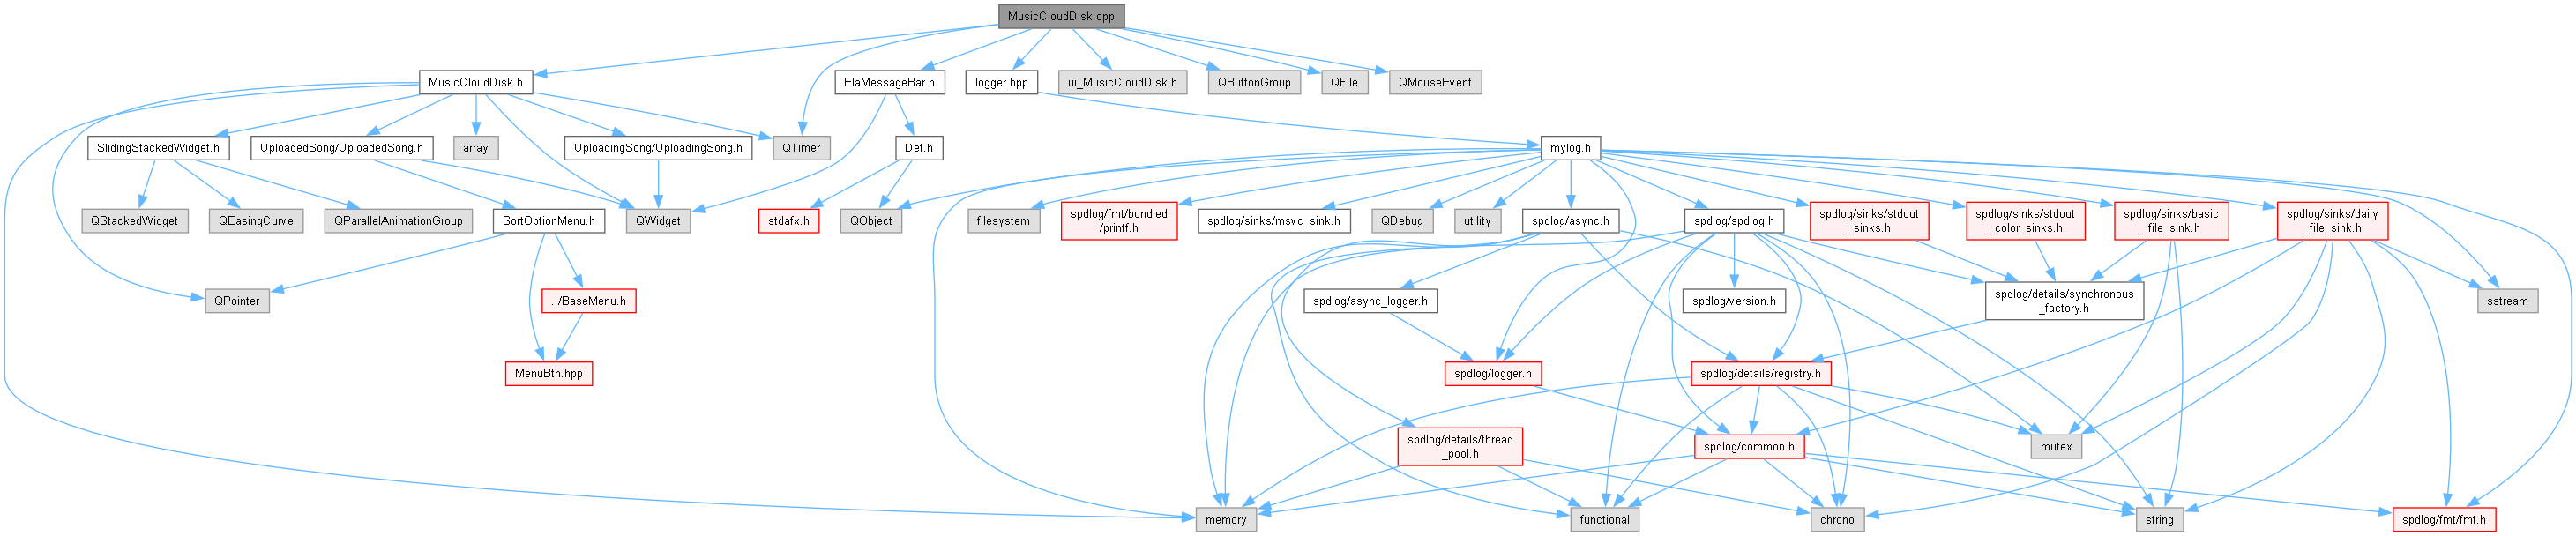 MusicCloudDisk.cpp
MusicCloudDisk.h
ElaMessageBar.h
logger.hpp
ui_MusicCloudDisk.h
QButtonGroup
QFile
QMouseEvent
SlidingStackedWidget.h
UploadedSong/UploadedSong.h
array
UploadingSong/UploadingSong.h
QTimer
Def.h
mylog.h
QStackedWidget
QEasingCurve
QParallelAnimationGroup
SortOptionMenu.h
QWidget
stdafx.h
QObject
filesystem
spdlog/fmt/bundled
/printf.h
spdlog/sinks/msvc_sink.h
QDebug
utility
spdlog/async.h
spdlog/spdlog.h
spdlog/sinks/stdout
_sinks.h
spdlog/sinks/stdout
_color_sinks.h
spdlog/sinks/basic
_file_sink.h
spdlog/sinks/daily
_file_sink.h
QPointer
../BaseMenu.h
spdlog/async_logger.h
spdlog/version.h
spdlog/details/synchronous
_factory.h
sstream
MenuBtn.hpp
spdlog/logger.h
spdlog/details/registry.h
spdlog/details/thread
_pool.h
spdlog/common.h
mutex
memory
functional
chrono
string
spdlog/fmt/fmt.h